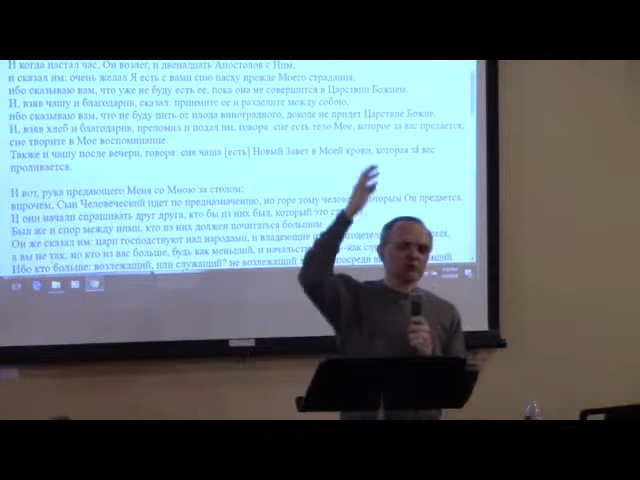 И когда настал час, Он возлег, и двенадцать Апостолов с Ним,
и сказал им: очень желал Я есть с вами сию пасху прежде Моего страдания,
ибо сказываю вам, что уже не буду есть ее, пока она не совершится в Царствии Божием.
И, взяв чашу и благодарив, сказал: приимите ее и разделите между собою,
ибо сказываю вам, что не буду пить от плода виноградного, доколе не придет Царствие Божие.
И, взяв хлеб и благодарив, преломил и подал им, говоря: сие есть тело Мое, которое за вас предается;
сие творите в Мое воспоминание.
Также и чашу после вечери, говоря: сия чаша [есть] Новый Завет в Моей крови, которая за вас
проливается.
И вот, рука предающего Меня со Мною за столом;
впрочем, Сын Человеческий идет по предназначению, но горе тому которым Он предается.
И они начали спрашивать друг друга, кто бы из них был, который это
Был же и спор между ними, кто из них должен почитаться большим.
Он же сказал им: цари господствуют над народами, и владеющие
а вы не так: но кто из вас больше, будь как меньший, и
Ибо кто больше: возлежащий, или служащий? не возлежащий